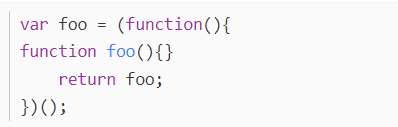 var foo = (function(){
function foo(){}
    return foo;
})();